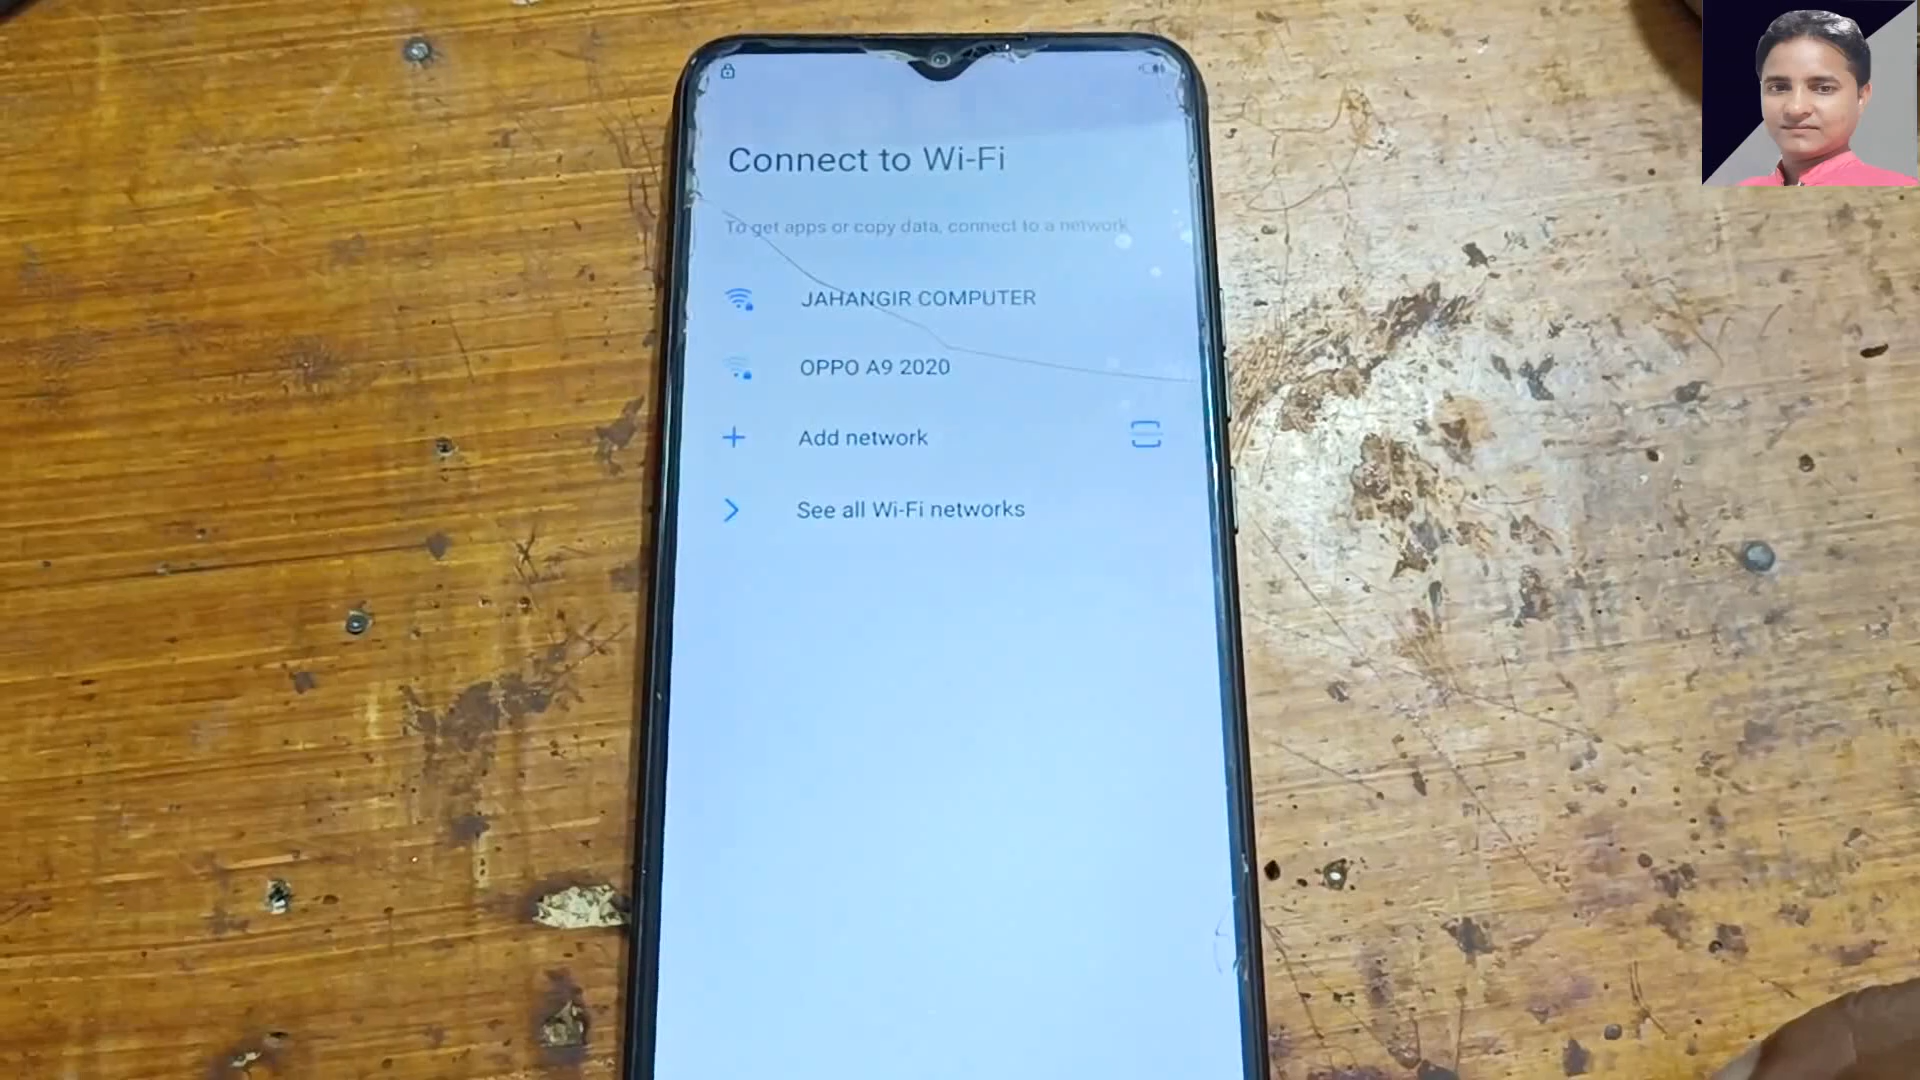 Connect to Wi-Fi
To get apps or copy data, connect to a network
JAHANGIR COMPUTER
OPPO A9 2020
Add network
See all Wi-Fi networks